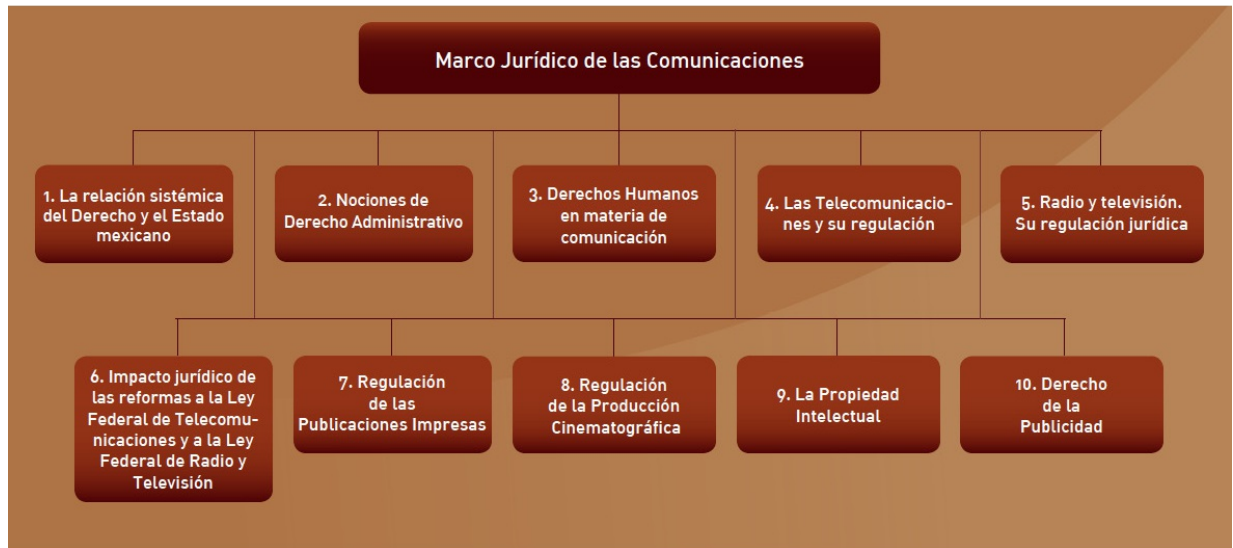 Marco Jurídico de las Comunicaciones
1. La relación sistémica
del Derecho y el Estado
mexicano
2. Nociones de
Derecho Administrativo
3. Derechos Humanos
en materia de
comunicación
4. Las Telecomunicacio-
nes y su regulación
5. Radio y televisión.
Su regulación jurídica
6. Impacto jurídico de
las reformas a la Ley
Federal de Telecomu-
nicaciones y a la Ley
Federal de Radio y
Televisión
7. Regulación
de las
Publicaciones Impresas
8. Regulación
de la Producción
Cinematográfica
9. La Propiedad
Intelectual
10. Derecho
de la
Publicidad